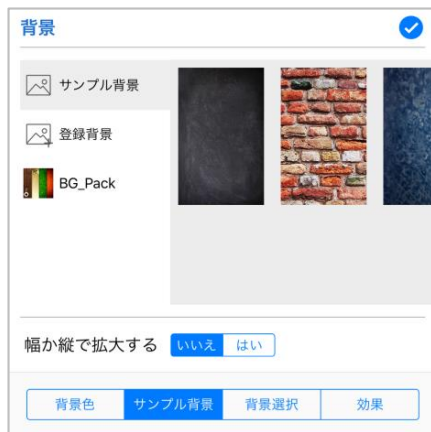 背景
サンプル背景
登録背景
BG_Pack
幅か縦で拡大する いいえ はい
背景色 サンプル背景 背景選択 効果